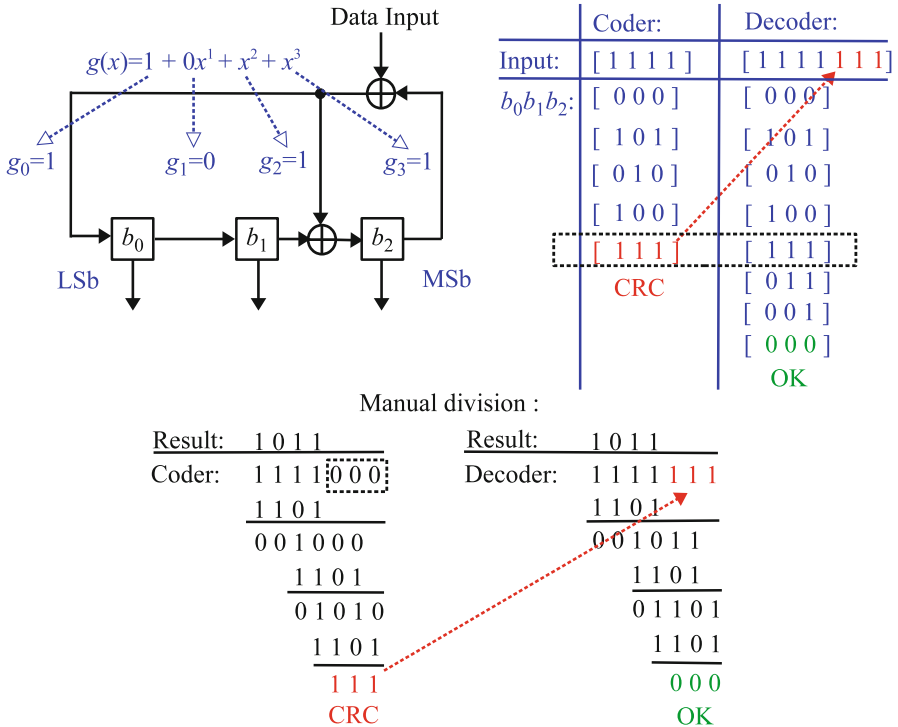 Data Input
g(x)=1 + 0x¹ + x² + x³
g₀=1
g₁=0
g₂=1
g₃=1
b₀
b₁
b₂
LSb
MSb
Coder:
Decoder:
Input:
[ 1 1 1 1 ]
[ 1 1 1 1 1 1 1 ]
b₀b₁b₂:
[ 0 0 0 ]
[ 0 0 0 ]
[ 1 0 1 ]
[ 1 0 1 ]
[ 0 1 0 ]
[ 0 1 0 ]
[ 1 0 0 ]
[ 1 0 0 ]
[ 1 1 1 ]
[ 1 1 1 ]
CRC
[ 0 1 1 ]
[ 0 0 1 ]
[ 0 0 0 ]
OK
Manual division :
Result: 1 0 1 1
Coder: 1 1 1 1 0 0 0
1 1 0 1
0 0 1 0 0 0
1 1 0 1
0 1 0 1 0
1 1 0 1
1 1 1
CRC
Result: 1 0 1 1
Decoder: 1 1 1 1 1 1 1
1 1 0 1
0 0 1 0 1 1
1 1 0 1
0 1 1 0 1
1 1 0 1
0 0 0
OK